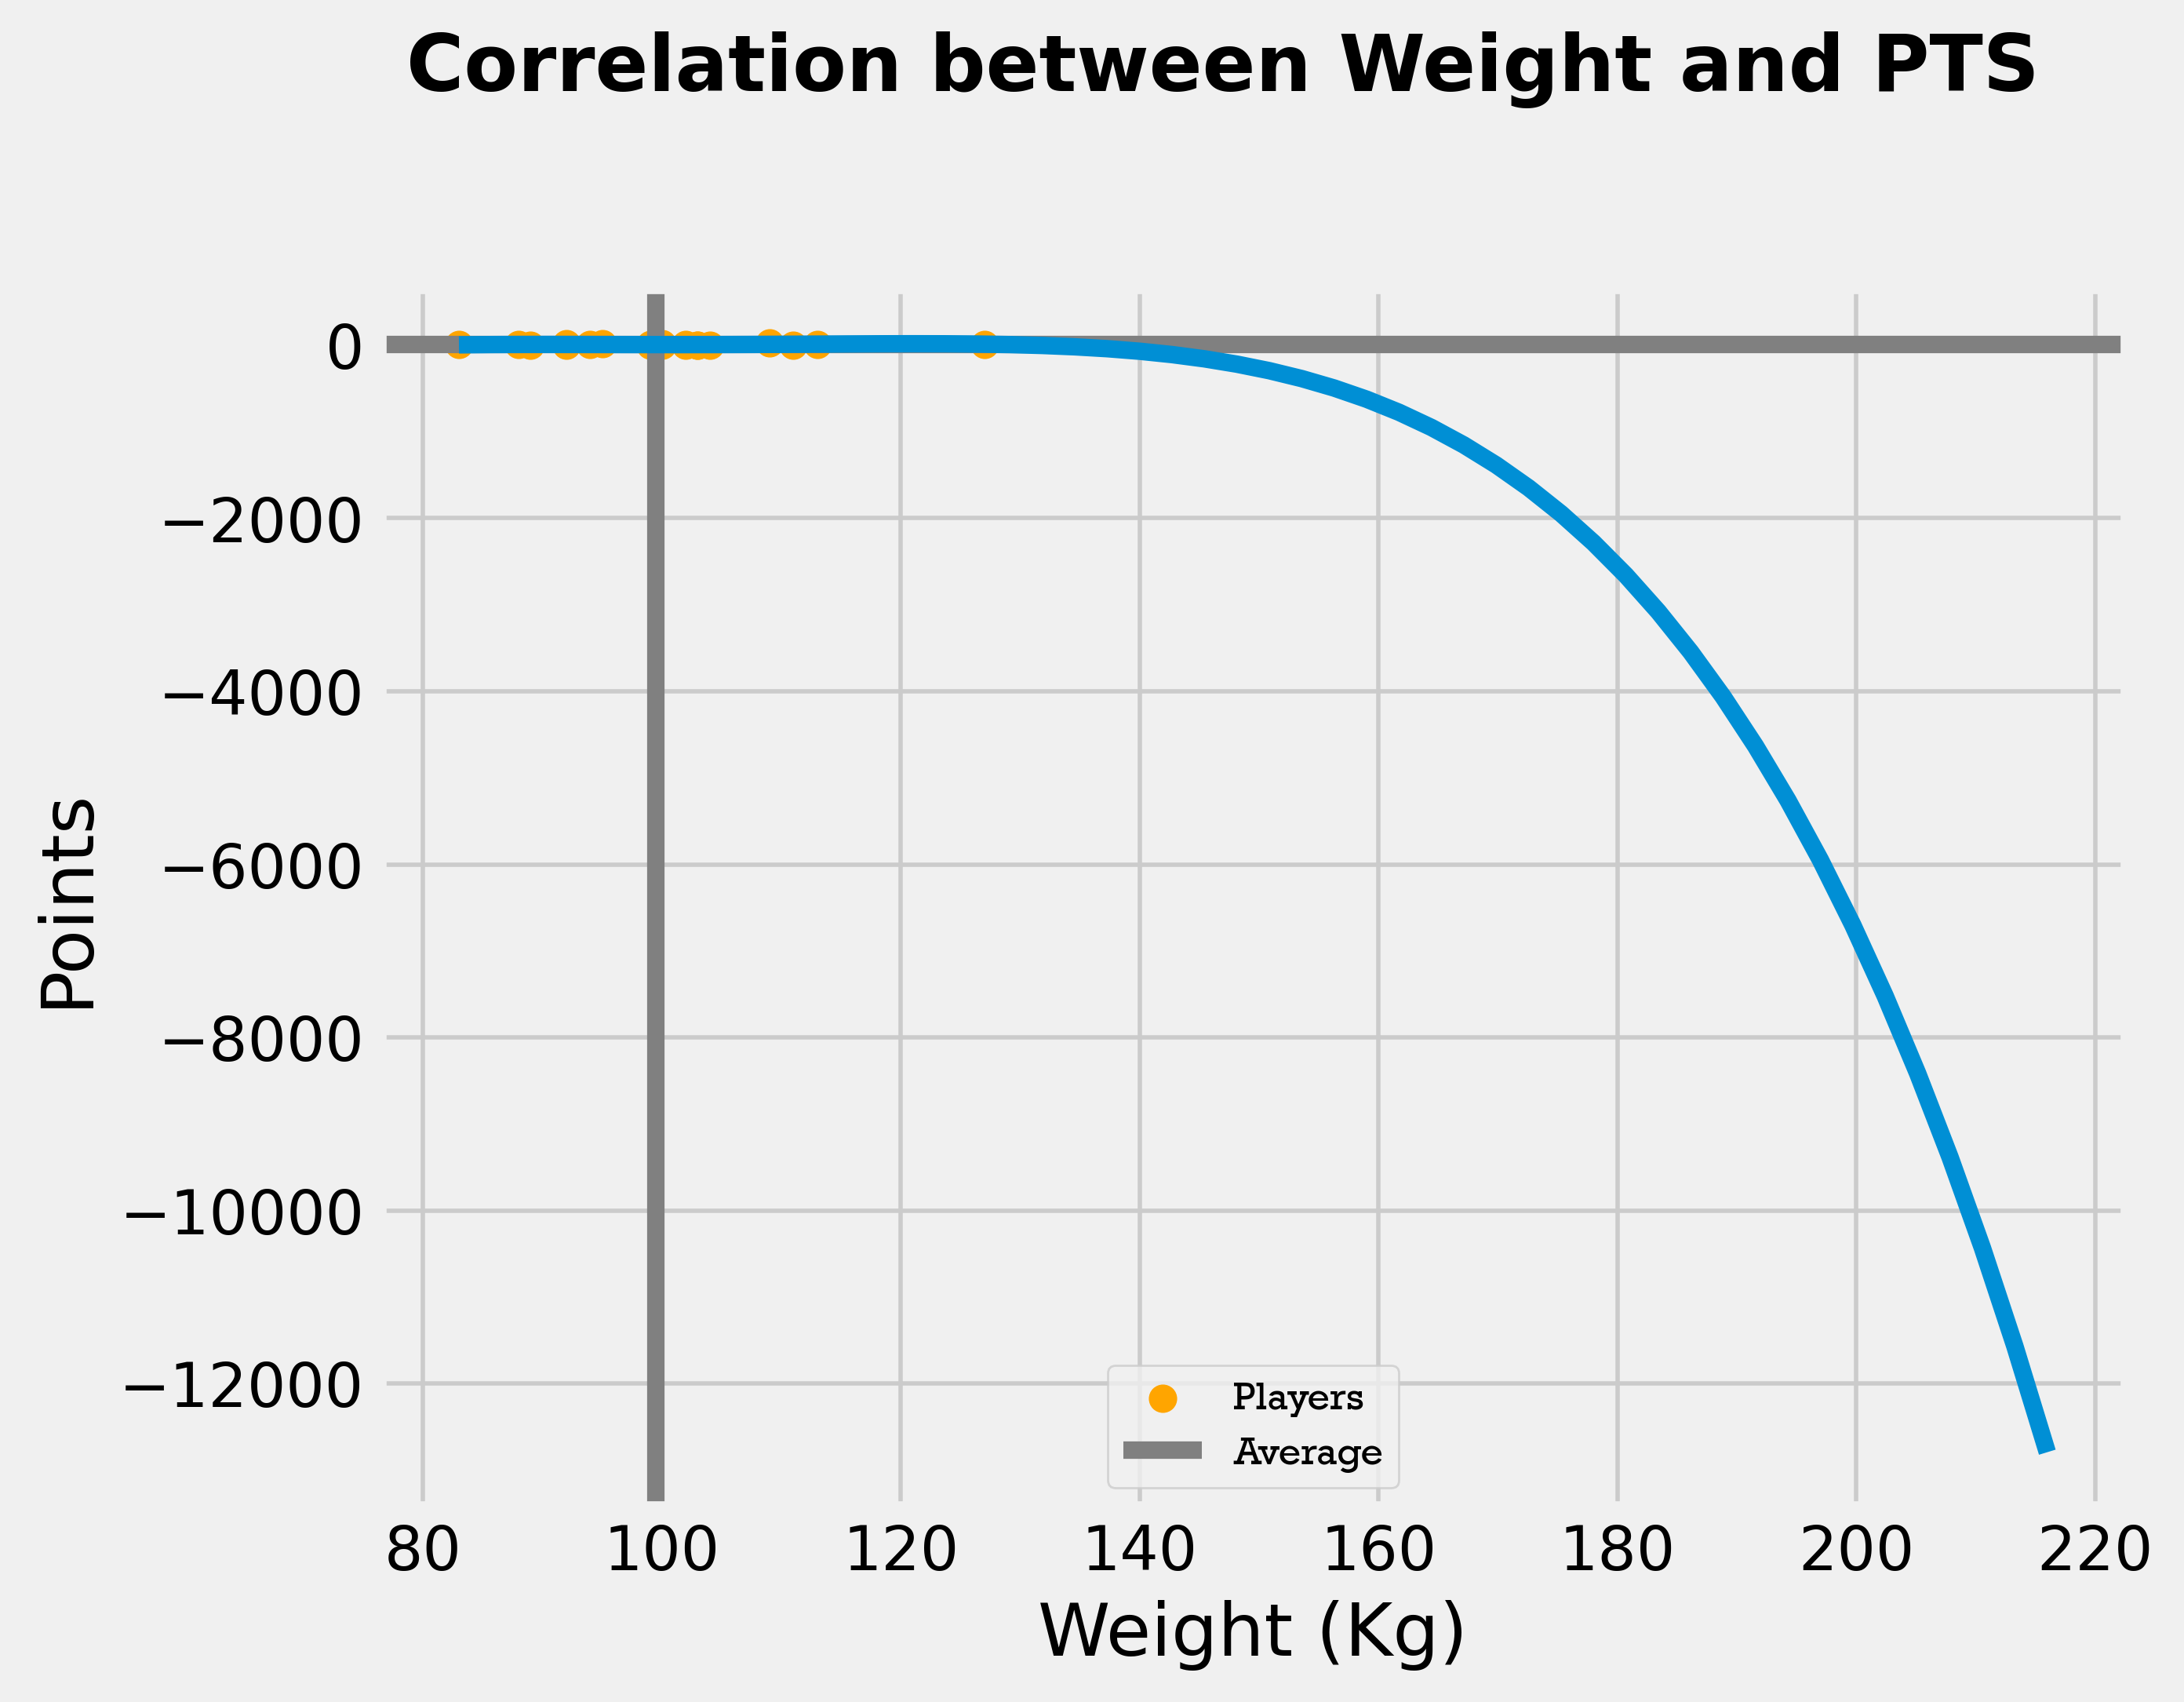 Correlation between Weight and PTS
0
−2000
−4000
−6000
−8000
−10000
−12000
Points
Players
Average
80 100 120 140 160 180 200 220
Weight (Kg)